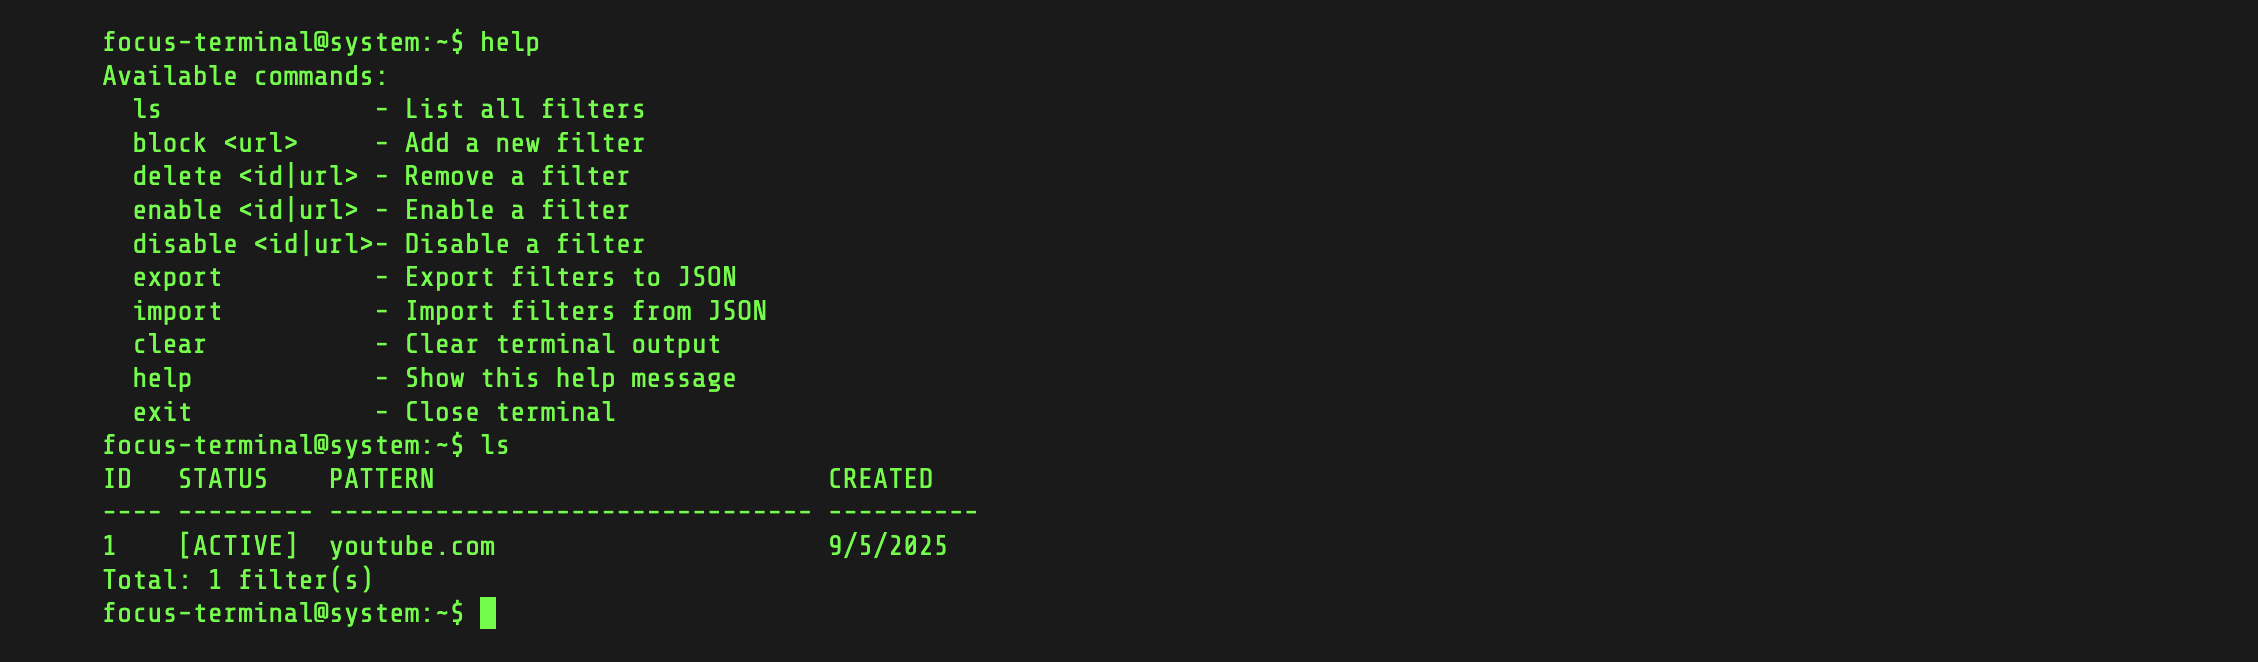 focus-terminal@system:~$ help
Available commands:
  ls              - List all filters
  block <url>     - Add a new filter
  delete <id|url> - Remove a filter
  enable <id|url> - Enable a filter
  disable <id|url>- Disable a filter
  export          - Export filters to JSON
  import          - Import filters from JSON
  clear           - Clear terminal output
  help            - Show this help message
  exit            - Close terminal
focus-terminal@system:~$ ls
ID   STATUS    PATTERN                          CREATED
---- --------- -------------------------------- ----------
1    [ACTIVE]  youtube.com                      9/5/2025
Total: 1 filter(s)
focus-terminal@system:~$